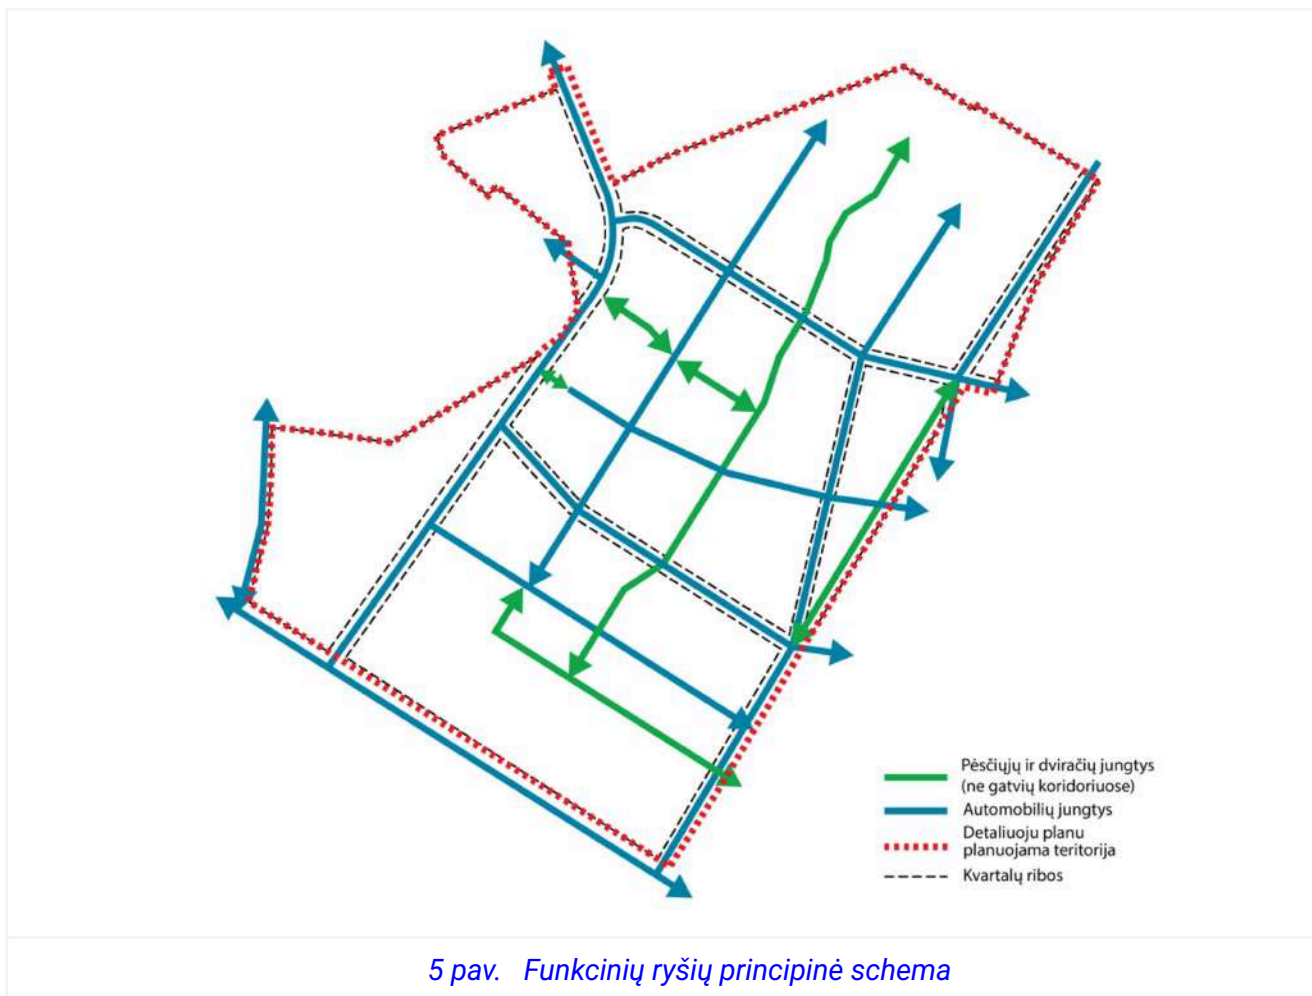 Pėsčiųjų ir dviračių jungtys
(ne gatvių koridoriuose)
Automobilių jungtys
Detaliuoju planu
planuojama teritorija
Kvartalų ribos
5 pav. Funkcinių ryšių principinė schema